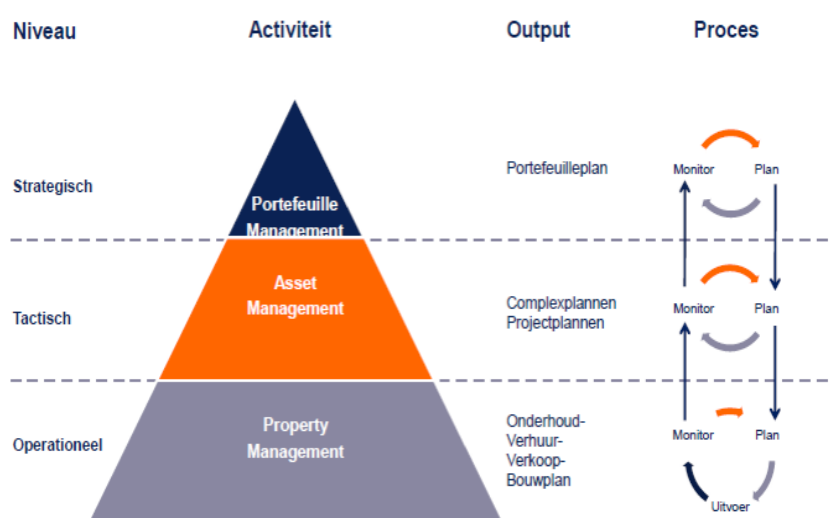 Niveau
Activiteit
Output
Proces
Strategisch
Portefeuille
Management
Portefeuilleplan
Monitor
Plan
Tactisch
Asset
Management
Complexplannen
Projectplannen
Monitor
Plan
Operationeel
Property
Management
Onderhoud-
Verhuur-
Verkoop-
Bouwplan
Monitor
Plan
Uitvoer